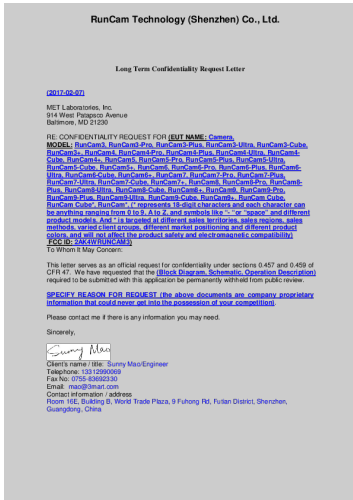 RunCam Technology (Shenzhen) Co., Ltd.
Long Term Confidentiality Request Letter
(2017-02-07)
MET Laboratories, Inc.
914 West Patapsco Avenue
Baltimore, MD 21230
RE: CONFIDENTIALITY REQUEST FOR (EUT NAME: Camera,
MODEL: RunCam3, RunCam3-Pro, RunCam3-Plus, RunCam3-Ultra, RunCam3-Cube,
RunCam3+, RunCam4, RunCam4-Pro, RunCam4-Plus, RunCam4-Ultra, RunCam4-
Cube, RunCam4+, RunCam5, RunCam5-Pro, RunCam5-Plus, RunCam5-Ultra,
RunCam5-Cube, RunCam5+, RunCam6, RunCam6-Pro, RunCam6-Plus, RunCam6-
Ultra, RunCam6-Cube, RunCam6+, RunCam7, RunCam7-Pro, RunCam7-Plus,
RunCam7-Ultra, RunCam7-Cube, RunCam7+, RunCam8, RunCam8-Pro, RunCam8-
Plus, RunCam8-Ultra, RunCam8-Cube, RunCam8+, RunCam9, RunCam9-Pro,
RunCam9-Plus, RunCam9-Ultra, RunCam9-Cube, RunCam9+, RunCam Cube,
RunCam Cube*, RunCam*, (* represents 18-digit characters and each character can
be anything ranging from 0 to 9, A to Z, and symbols like "- "or "space" and different
product models. And * is targeted at different sales territories, sales regions, sales
methods, varied client groups, different market positioning and different product
colors, and will not affect the product safety and electromagnetic compatibility)
FCC ID: 2AK4WRUNCAM3)
To Whom It May Concern:
This letter serves as an official request for confidentiality under sections 0.457 and 0.459 of
CFR 47. We have requested that the (Block Diagram, Schematic, Operation Description)
required to be submitted with this application be permanently withheld from public review.
SPECIFY REASON FOR REQUEST (the above documents are company proprietary
information that could never get into the possession of your competition).
Please contact me if there is any information you may need.
Sincerely,
Sunny Mao
Client's name / title: Sunny Mao/Engineer
Telephone: 13312990069
Fax No: 0755-83692330
Email: mao@3mart.com
Contact information / address
Room 16E, Building B, World Trade Plaza, 9 Fuhong Rd, Futian District, Shenzhen,
Guangdong, China